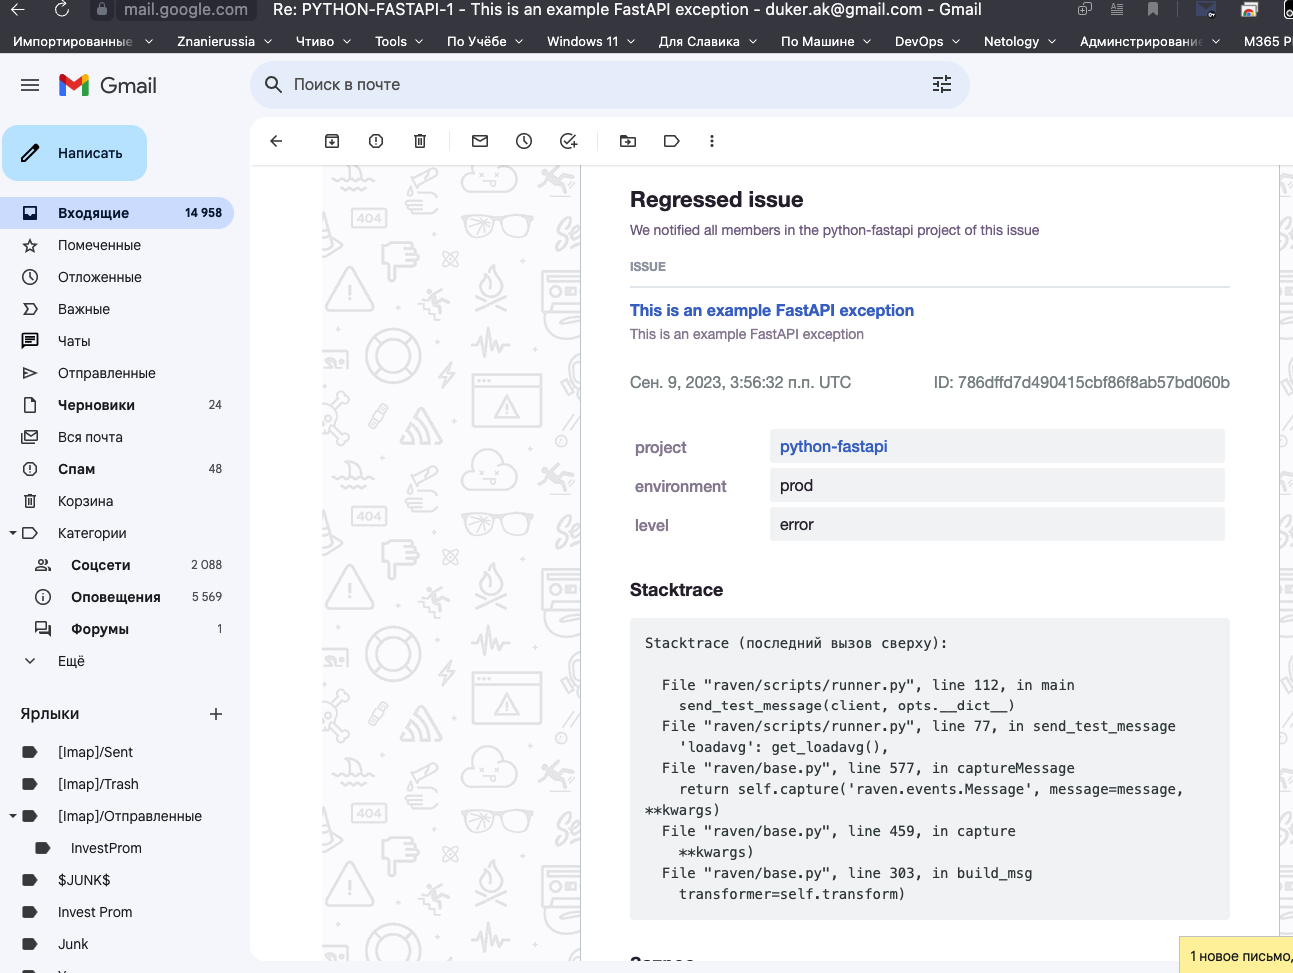 mail.google.com
Re: PYTHON-FASTAPI-1 - This is an example FastAPI exception - duker.ak@gmail.com - Gmail
Импортированные Znanierussia Чтиво Tools По Учёбе Windows 11 Для Славика По Машине DevOps Netology Админстрирование M365
Gmail
Поиск в почте
Написать
Входящие 14 958
Помеченные
Отложенные
Важные
Чаты
Отправленные
Черновики 24
Вся почта
Спам 48
Корзина
Категории
Соцсети 2 088
Оповещения 5 569
Форумы 1
Ещё
Ярлыки
[Imap]/Sent
[Imap]/Trash
[Imap]/Отправленные
InvestProm
$JUNK$
Invest Prom
Junk
404
404
404
Regressed issue
We notified all members in the python-fastapi project of this issue
ISSUE
This is an example FastAPI exception
This is an example FastAPI exception
Сен. 9, 2023, 3:56:32 п.п. UTC ID: 786dffd7d490415cbf86f8ab57bd060b
project python-fastapi
environment prod
level error
Stacktrace
Stacktrace (последний вызов сверху):
File "raven/scripts/runner.py", line 112, in main
send_test_message(client, opts.__dict__)
File "raven/scripts/runner.py", line 77, in send_test_message
'loadavg': get_loadavg(),
File "raven/base.py", line 577, in captureMessage
return self.capture('raven.events.Message', message=message,
**kwargs)
File "raven/base.py", line 459, in capture
**kwargs)
File "raven/base.py", line 303, in build_msg
transformer=self.transform)
1 новое письмо,